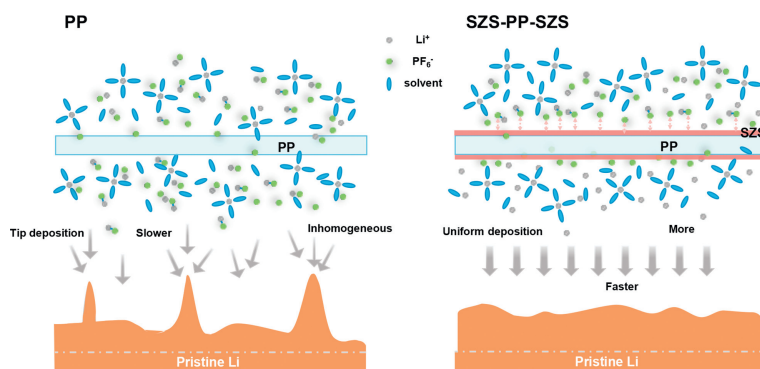 PP
SZS-PP-SZS
Li⁺
PF₆⁻
solvent
PP
SZS
PP
Tip deposition
Slower
Inhomogeneous
Uniform deposition
More
Faster
Pristine Li
Pristine Li